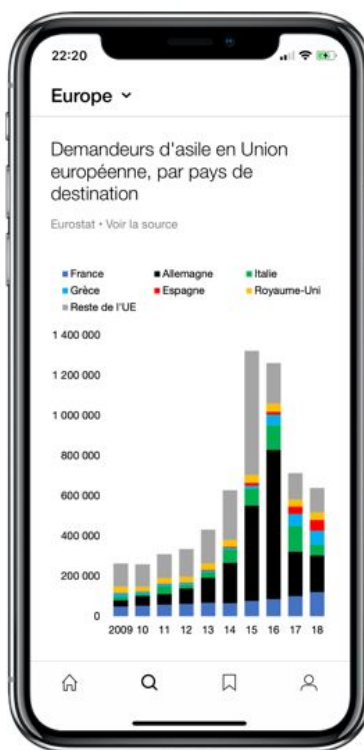 22:20
Europe
Demandeurs d'asile en Union
européenne, par pays de
destination
Eurostat • Voir la source
France Allemagne Italie
Grèce Espagne Royaume-Uni
Reste de l'UE
1 400 000
1 200 000
1 000 000
800 000
600 000
400 000
200 000
0
2009 10 11 12 13 14 15 16 17 18